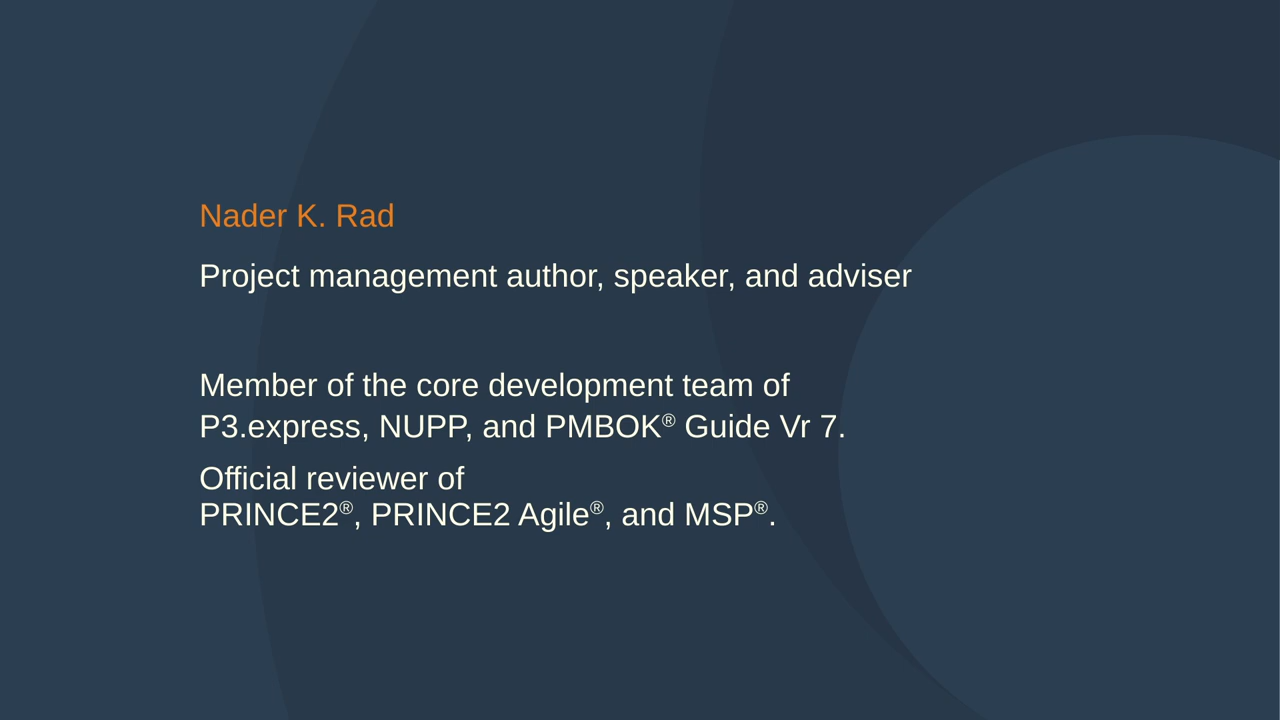 Nader K. Rad
Project management author, speaker, and adviser
Member of the core development team of
P3.express, NUPP, and PMBOK® Guide Vr 7.
Official reviewer of
PRINCE2®, PRINCE2 Agile®, and MSP®.